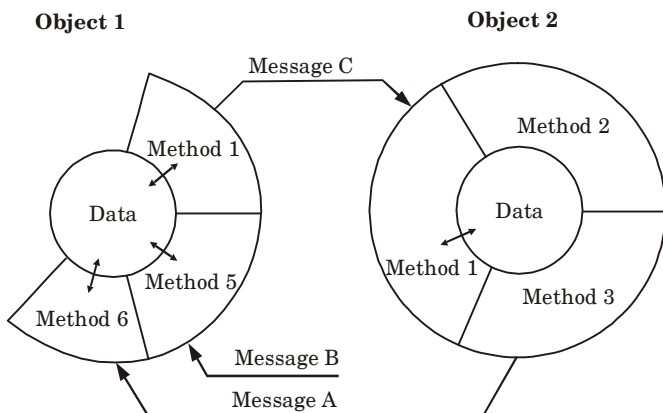 Object 1
Object 2
Message C
Method 1
Method 2
Data
Data
Method 5
Method 1
Method 6
Method 3
Message B
Message A